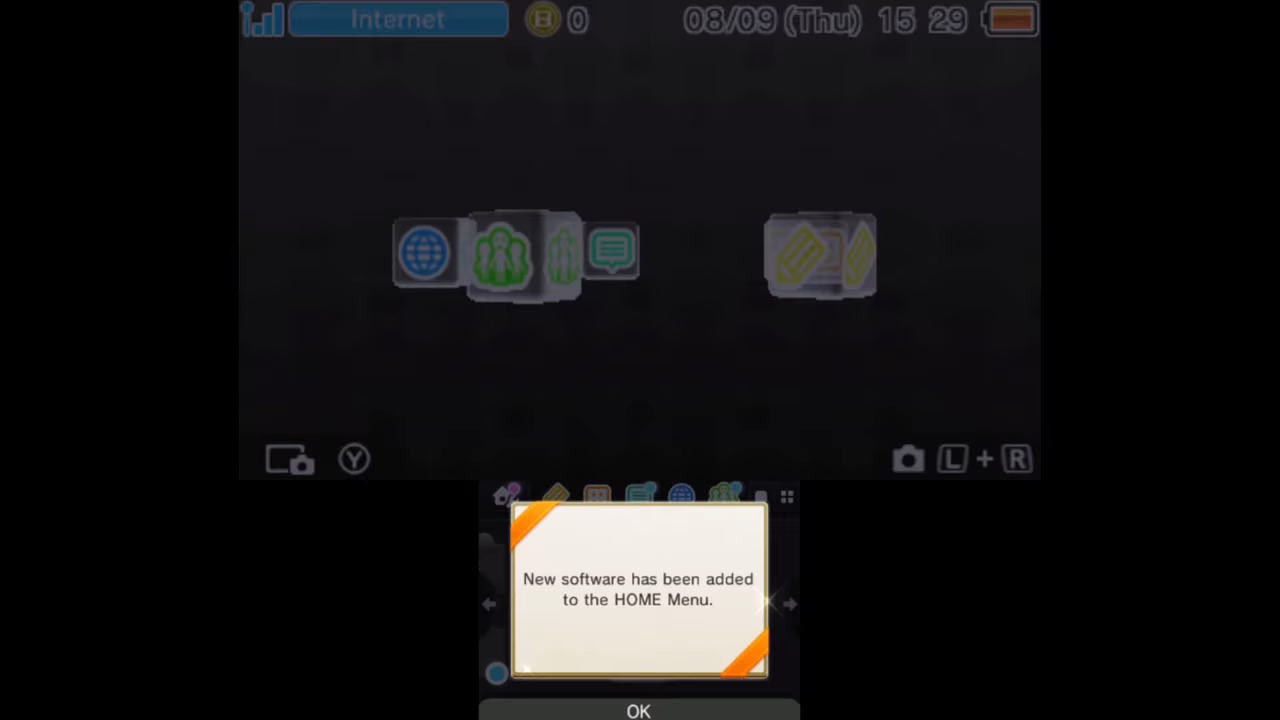 Internet
0
08/09 (Thu) 15 29
Y
L + R
New software has been added
to the HOME Menu.
OK